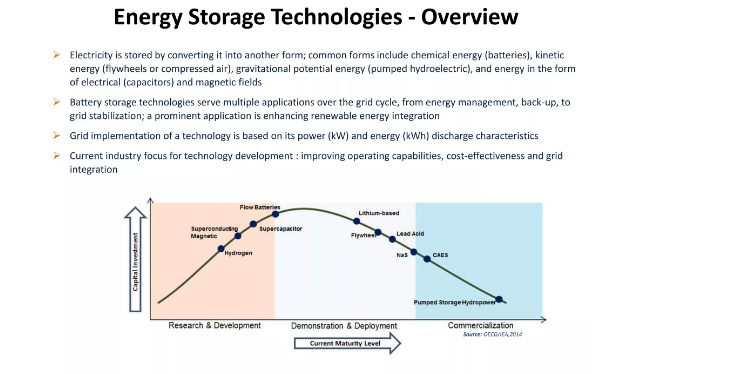 Energy Storage Technologies - Overview
Electricity is stored by converting it into another form; common forms include chemical energy (batteries), kinetic
energy (flywheels or compressed air), gravitational potential energy (pumped hydroelectric), and energy in the form
of electrical (capacitors) and magnetic fields
Battery storage technologies serve multiple applications over the grid cycle, from energy management, back-up, to
grid stabilization; a prominent application is enhancing renewable energy integration
Grid implementation of a technology is based on its power (kW) and energy (kWh) discharge characteristics
Current industry focus for technology development : improving operating capabilities, cost-effectiveness and grid
integration
Capital Investment
Flow Batteries
Superconducting
Magnetic
Supercapacitor
Hydrogen
Lithium-based
Flywheel
Lead Acid
NaS
CAES
Pumped Storage Hydropower
Research & Development
Demonstration & Deployment
Commercialization
Source: OECD/IEA,2014
Current Maturity Level